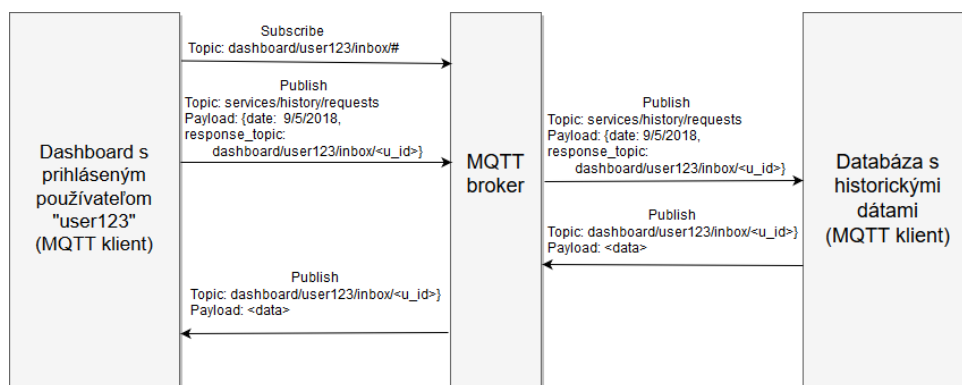 Dashboard s
prihláseným
používateľom
"user123"
(MQTT klient)
Subscribe
Topic: dashboard/user123/inbox/#
Publish
Topic: services/history/requests
Payload: {date:  9/5/2018,
response_topic:
dashboard/user123/inbox/<u_id>}
Publish
Topic: dashboard/user123/inbox/<u_id>}
Payload: <data>
MQTT
broker
Publish
Topic: services/history/requests
Payload: {date: 9/5/2018,
response_topic:
dashboard/user123/inbox/<u_id>}
Publish
Topic: dashboard/user123/inbox/<u_id>}
Payload: <data>
Databáza s
historickými
dátami
(MQTT klient)